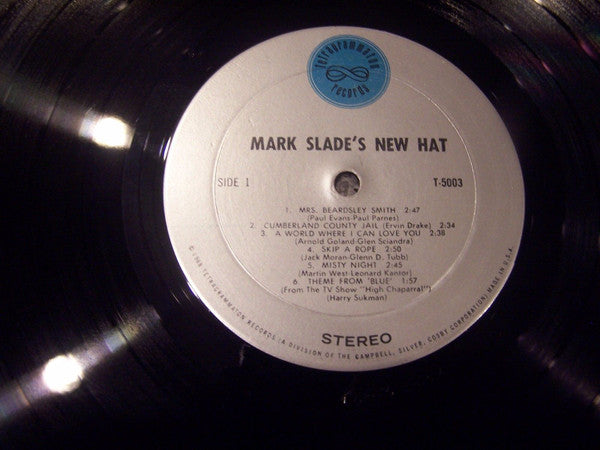 tetragrammaton
records
MARK SLADE'S NEW HAT
SIDE 1
T-5003
1. MRS. BEARDSLEY SMITH 2:47
(Paul Evans-Paul Parnes)
2. CUMBERLAND COUNTY JAIL (Ervin Drake) 2:34
3. A WORLD WHERE I CAN LOVE YOU 2:38
(Arnold Goland-Glen Sciandra)
4. SKIP A ROPE 2:50
(Jack Moran-Glenn D. Tubb)
5. MISTY NIGHT 2:45
(Martin West-Leonard Kantor)
6. THEME FROM 'BLUE' 1:57
(From The TV Show "High Chaparral")
(Harry Sukman)
STEREO
© 1968 TETRAGRAMMATON RECORDS (A DIVISION OF THE CAMPBELL, SILVER, COSBY CORPORATION) MADE IN U.S.A.